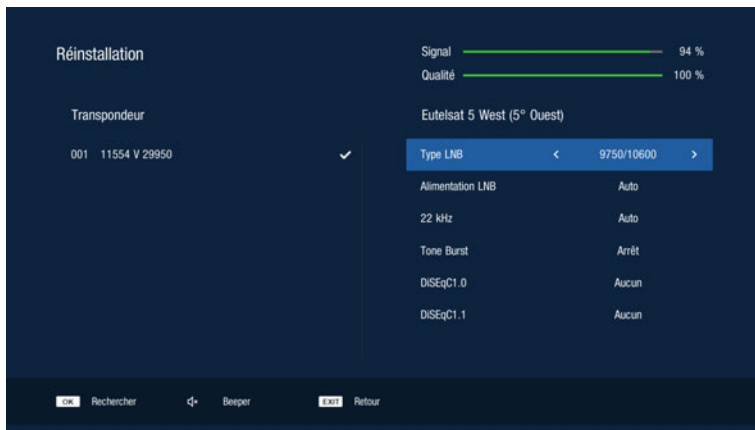 Réinstallation
Signal 94 %
Qualité 100 %
Transpondeur
Eutelsat 5 West (5° Ouest)
001 11554 V 29950
Type LNB < 9750/10600 >
Alimentation LNB Auto
22 kHz Auto
Tone Burst Arrêt
DiSEqC1.0 Aucun
DiSEqC1.1 Aucun
OK Rechercher Beeper EXIT Retour